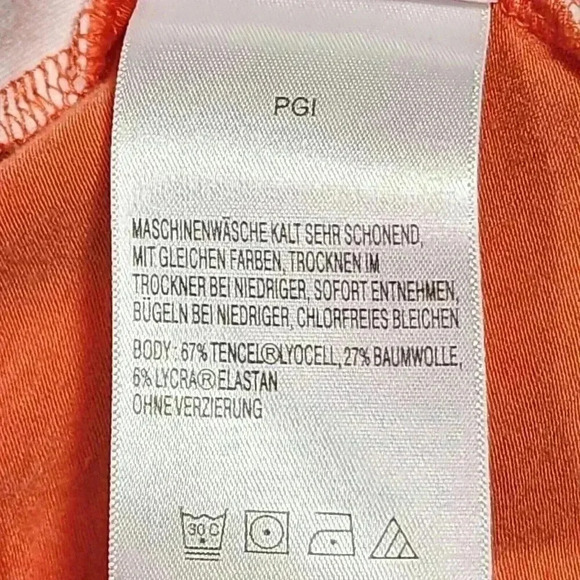 PGI
MASCHINENWÄSCHE KALT SEHR SCHONEND,
MIT GLEICHEN FARBEN, TROCKNEN IM
TROCKNER BEI NIEDRIGER, SOFORT ENTNEHMEN,
BÜGELN BEI NIEDRIGER, CHLORFREIES BLEICHEN
BODY : 67% TENCEL®LYOCELL, 27% BAUMWOLLE,
6% LYCRA®ELASTAN
OHNE VERZIERUNG
30 C